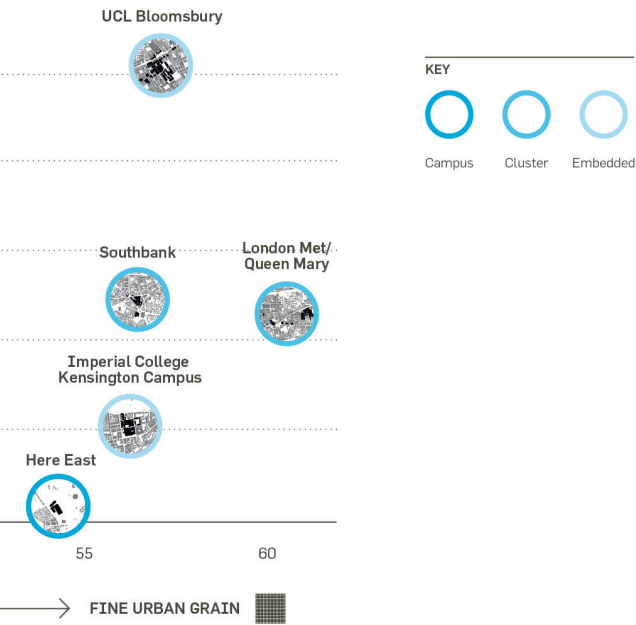 UCL Bloomsbury
KEY
Campus
Cluster
Embedded
Southbank
London Met/
Queen Mary
Imperial College
Kensington Campus
Here East
55
60
FINE URBAN GRAIN